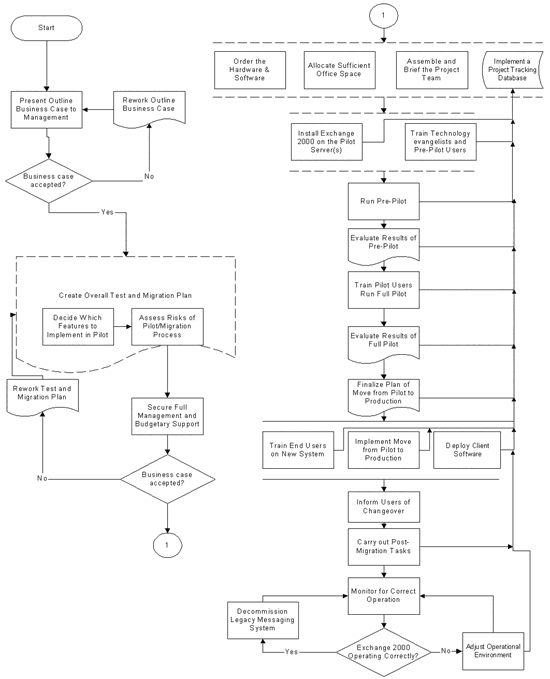 Start
Present Outline
Business Case to
Management
Rework Outline
Business Case
Business case
accepted?
No
Yes
Create Overall Test and Migration Plan
Decide Which
Features to
Implement in Pilot
Assess Risks of
Pilot/Migration
Process
Rework Test and
Migration Plan
Secure Full
Management and
Budgetary Support
No
Business case
accepted?
1
1
Order the
Hardware &
Software
Allocate Sufficient
Office Space
Assemble and
Brief the Project
Team
Implement a
Project Tracking
Database
Install Exchange
2000 on the Pilot
Server(s)
Train Technology
evangelists and
Pre-Pilot Users
Run Pre-Pilot
Evaluate Results of
Pre-Pilot
Train Pilot Users
Run Full Pilot
Evaluate Results of
Full Pilot
Finalize Plan of
Move from Pilot to
Production
Train End Users
on New System
Implement Move
from Pilot to
Production
Deploy Client
Software
Inform Users of
Changeover
Carry out Post-
Migration Tasks
Monitor for Correct
Operation
Decommission
Legacy Messaging
System
Yes
Exchange 2000
Operating Correctly?
No
Adjust Operational
Environment